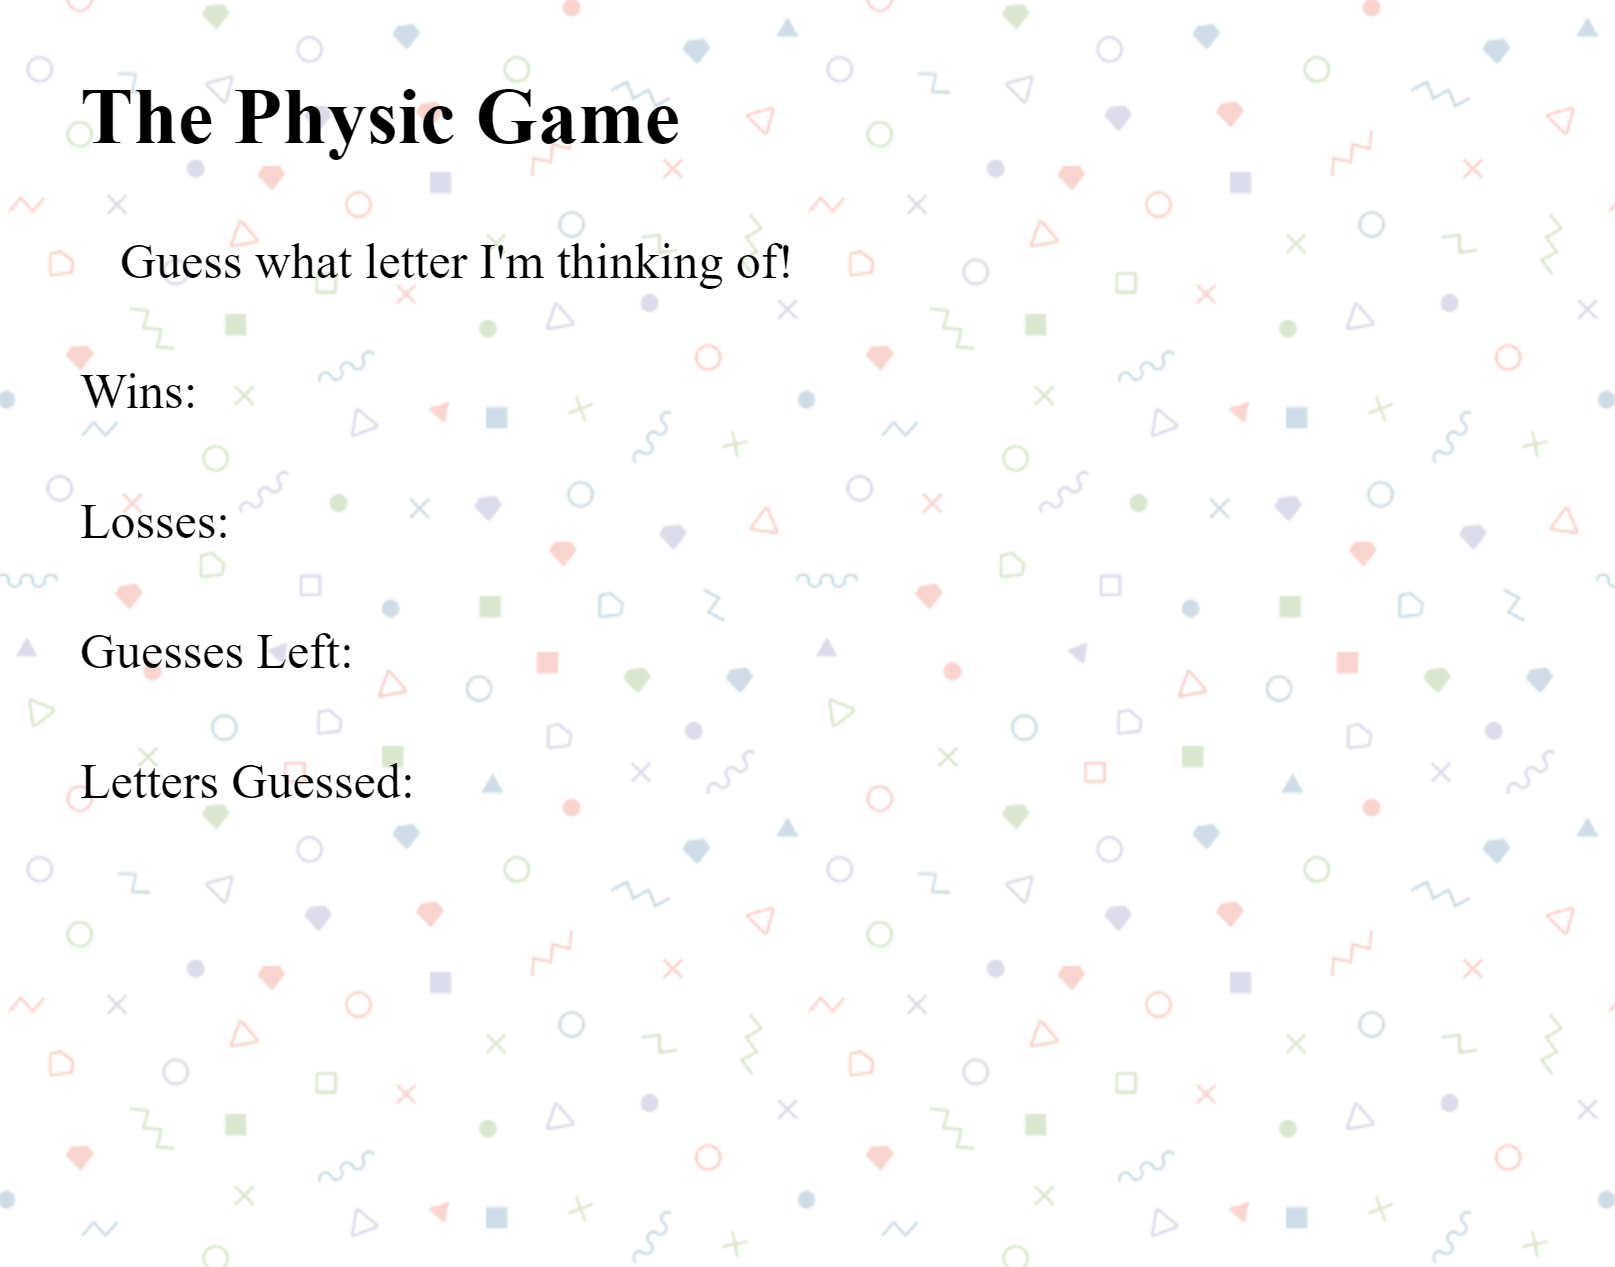 The Physic Game
Guess what letter I'm thinking of!
Wins:
Losses:
Guesses Left:
Letters Guessed: